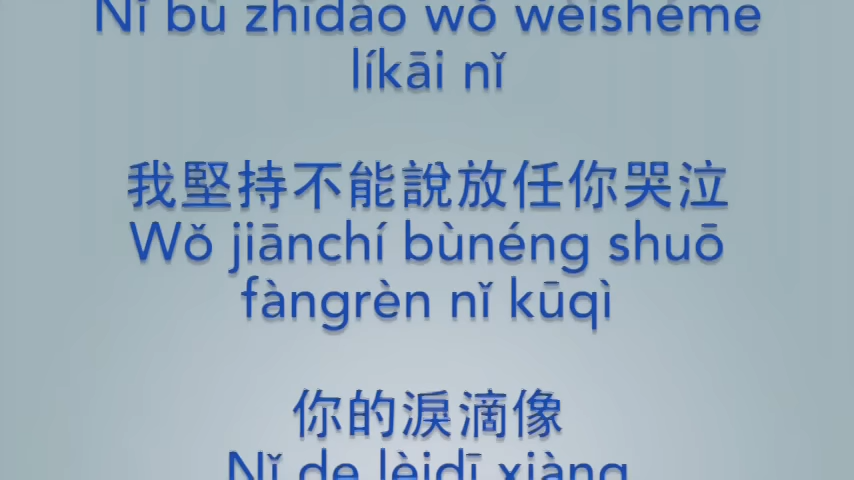 Nǐ bù zhīdào wǒ wèishéme
líkāi nǐ
我堅持不能說放任你哭泣
Wǒ jiānchí bùnéng shuō
fàngrèn nǐ kūqì
你的淚滴像
Nǐ de lèidī xiàng